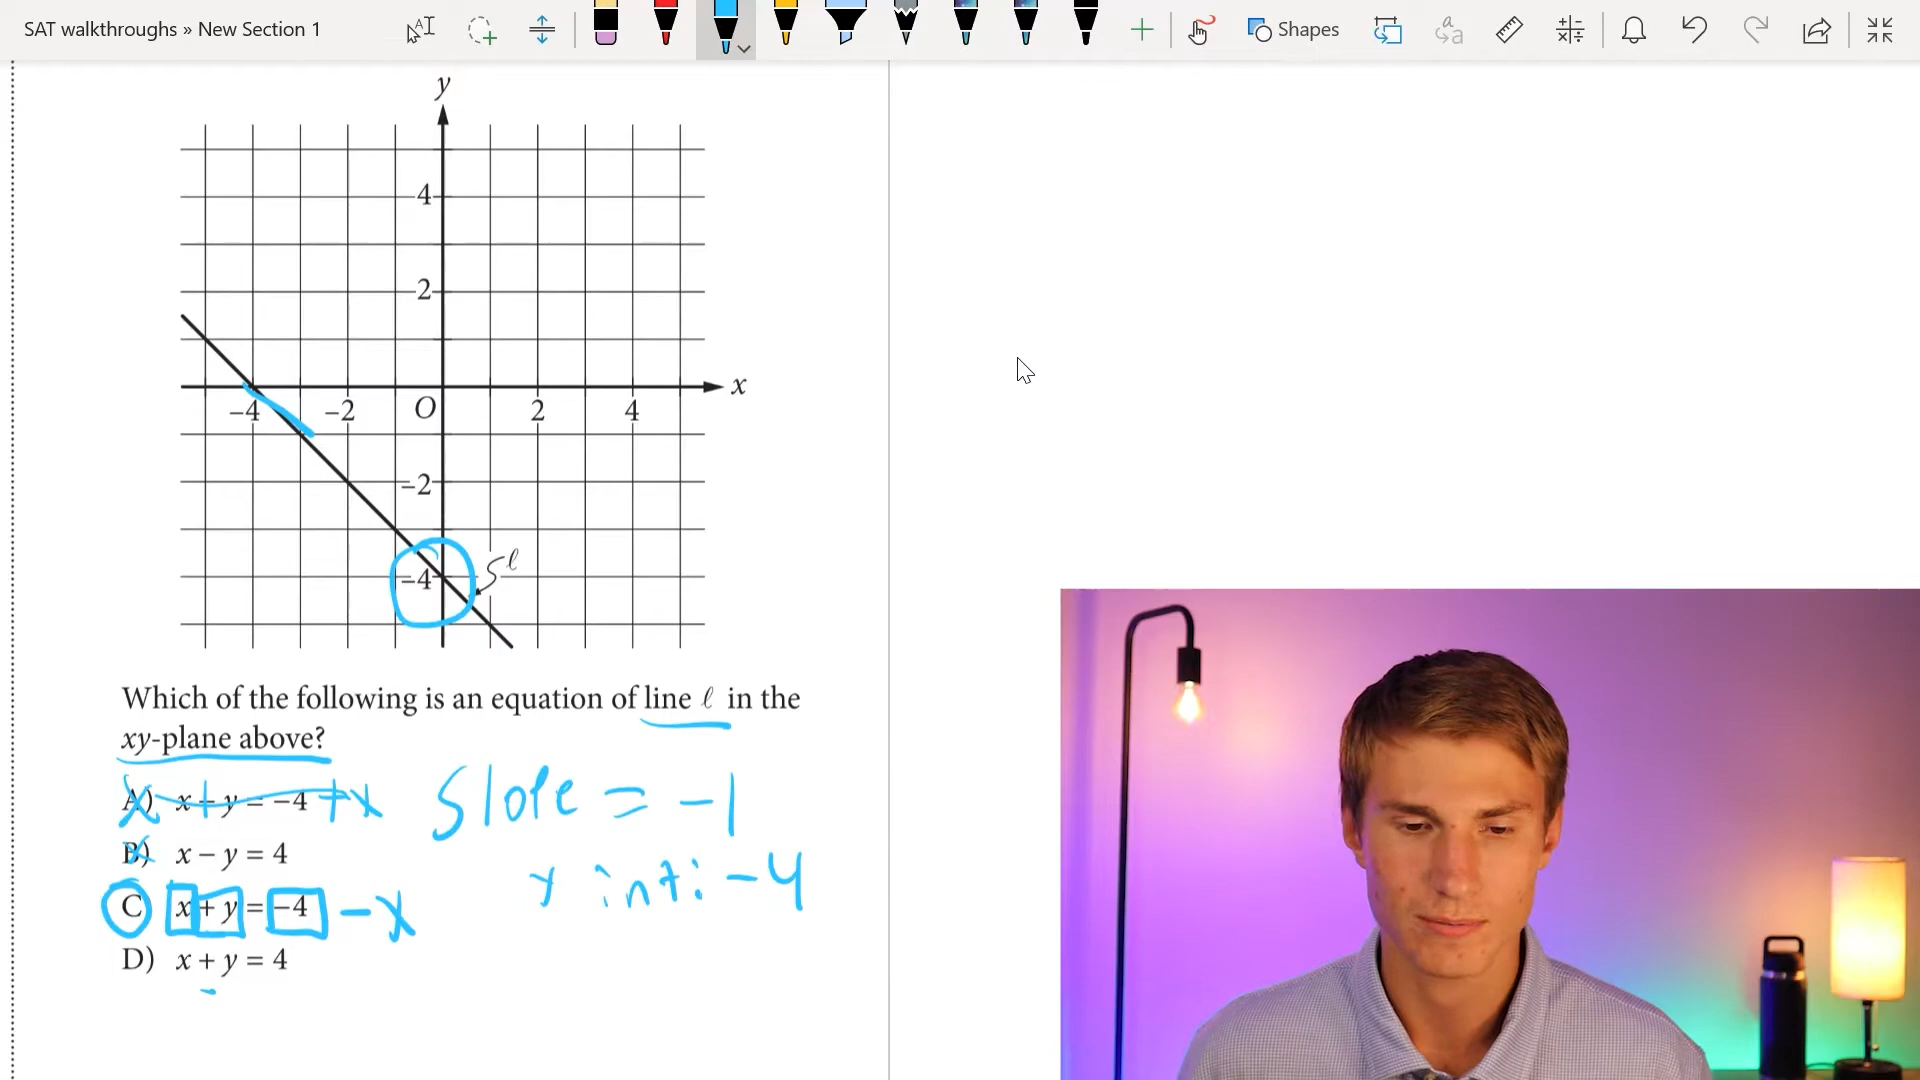 SAT walkthroughs » New Section 1
Shapes
y
4
2
x
−4 −2 O 2 4
−2
−4
ℓ
Which of the following is an equation of line ℓ in the
xy-plane above?
x − y = −4 +x
B) x − y = 4
C x + y = −4 −x
D) x + y = 4
Slope = −1
y int: −4